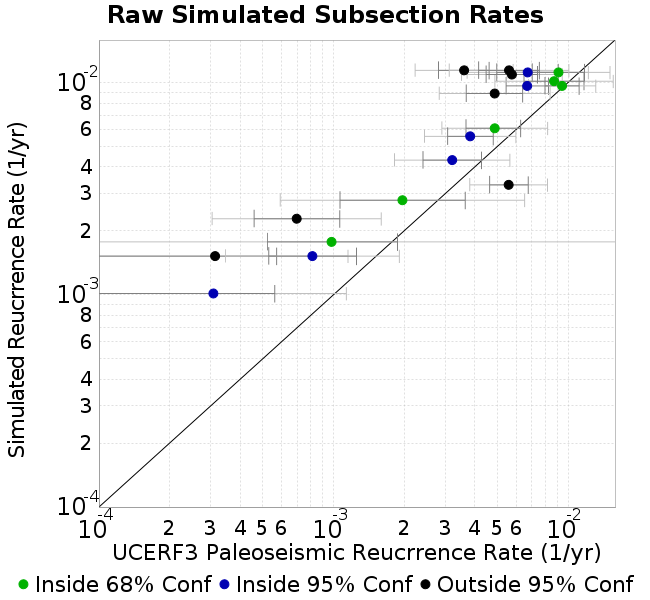 Raw Simulated Subsection Rates
Simulated Reucrrence Rate (1/yr)
10-2
8
6
4
3
2
10-3
8
6
4
3
2
10-4
10-4 2 3 4 5 6 10-3 2 3 4 5 6 10-2
UCERF3 Paleoseismic Reucrrence Rate (1/yr)
Inside 68% Conf Inside 95% Conf Outside 95% Conf